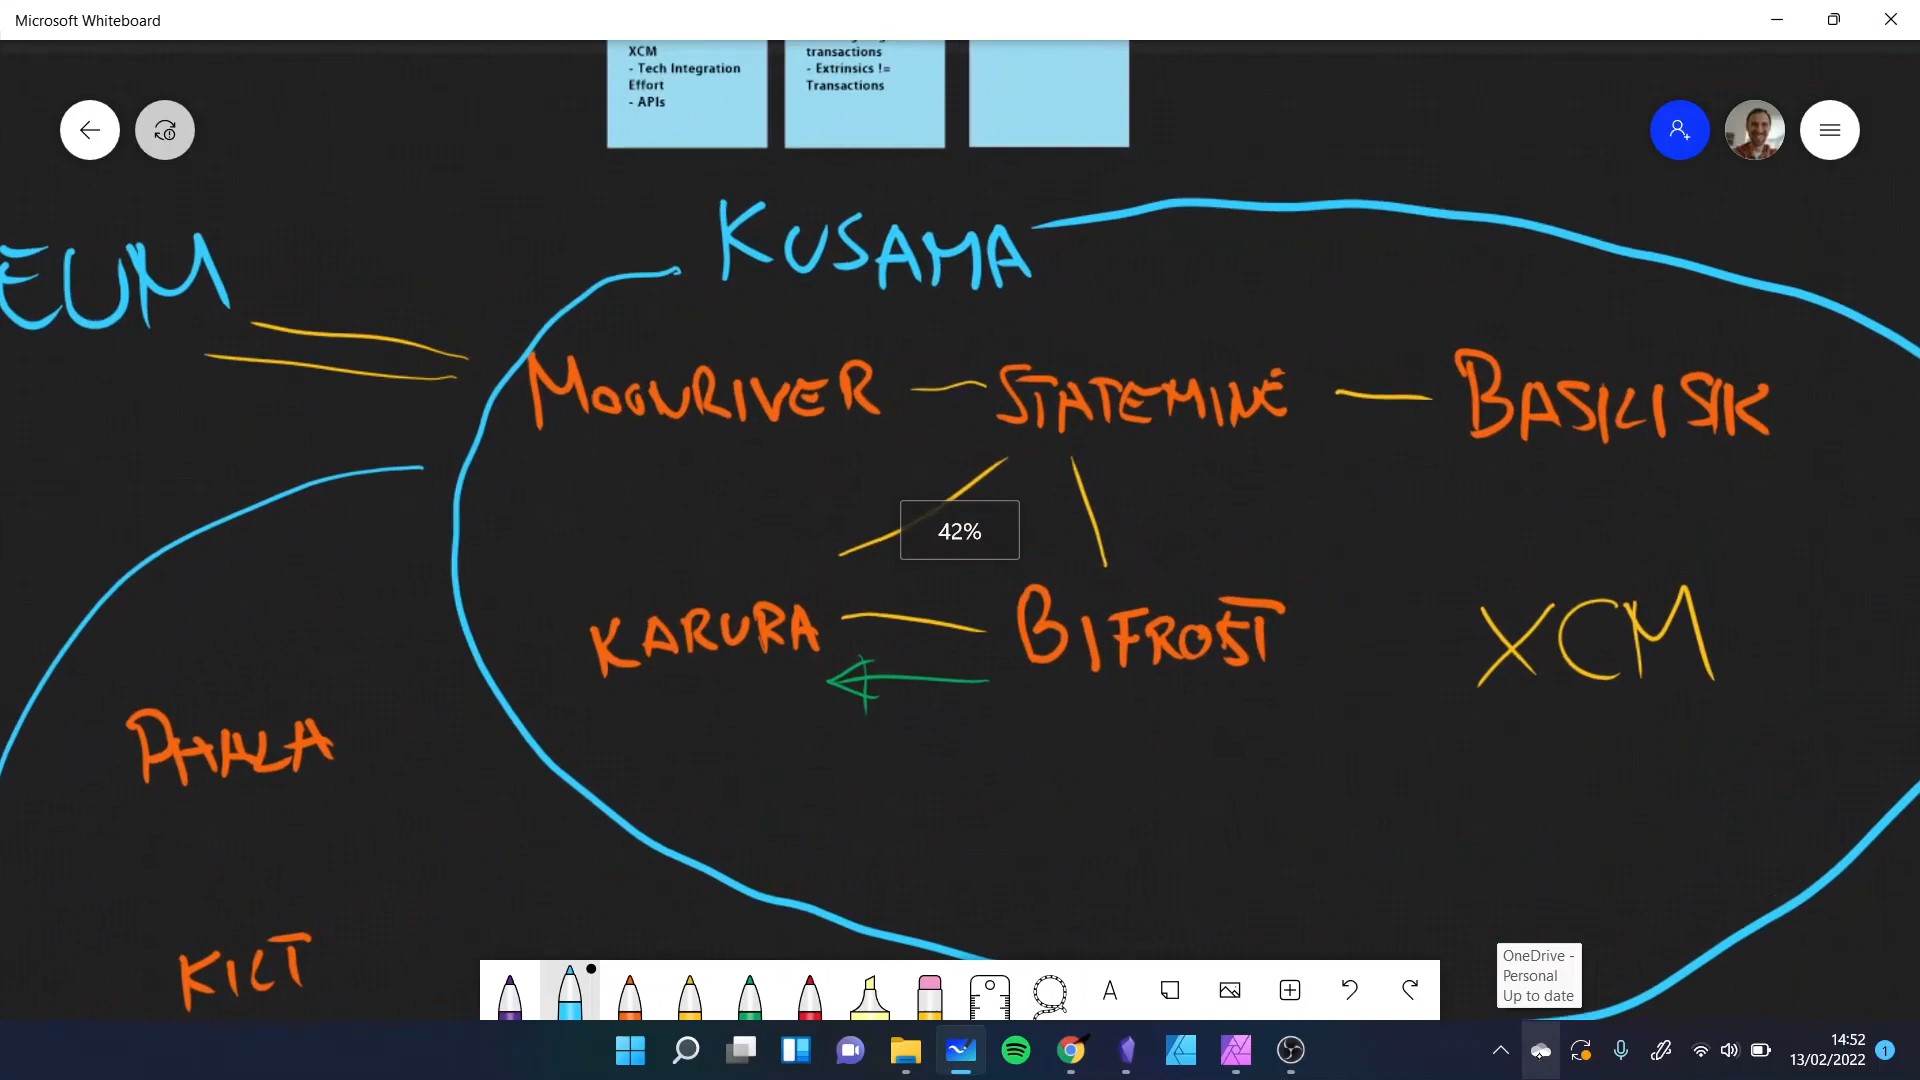 Microsoft Whiteboard
XCM
- Tech Integration
Effort
- APIs
transactions
- Extrinsics !=
Transactions
EUM
KUSAMA
MOONRIVER
STATEMINE
BASILISK
42%
KARURA
BIFROST
XCM
PHALA
KILT
OneDrive -
Personal
Up to date
A
14:52
13/02/2022
1